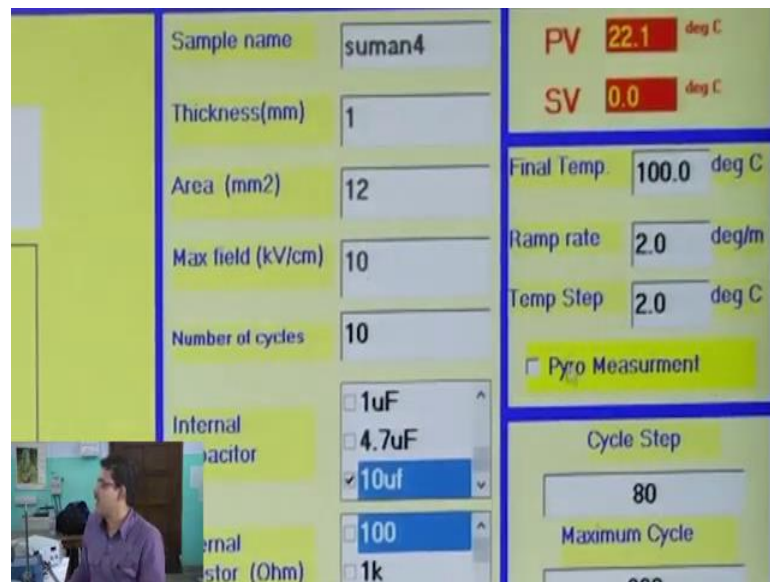 Sample name
suman4
Thickness(mm)
1
Area (mm2)
12
Max field (kV/cm)
10
Number of cycles
10
Internal
1uF
4.7uF
10uf
(Ohm)
100
1k
PV 22.1 deg C
SV 0.0 deg C
Final Temp. 100.0 deg C
Ramp rate 2.0 deg/m
Temp Step 2.0 deg C
Pyro Measurment
Cycle Step
80
Maximum Cycle